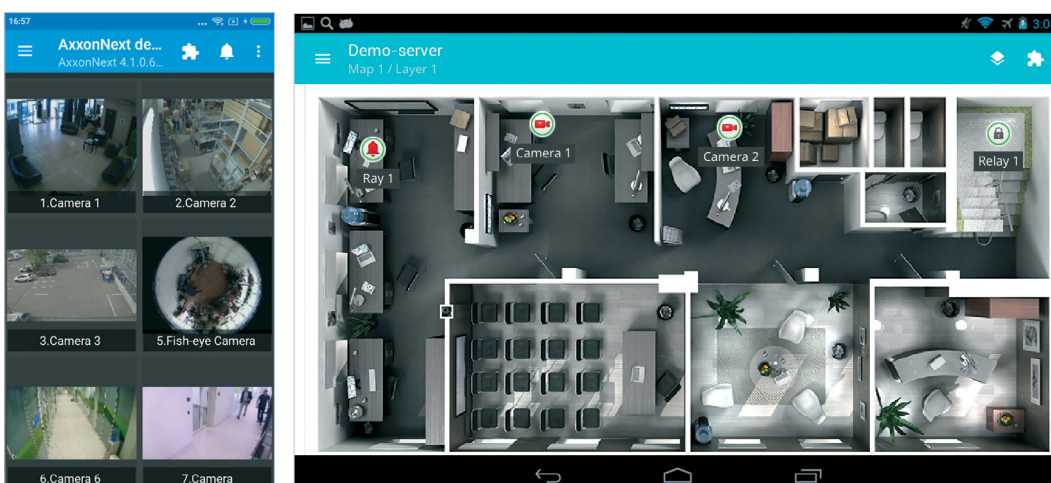 16:57
AxxonNext de...
AxxonNext 4.1.0.6...
1.Camera 1
2.Camera 2
3.Camera 3
5.Fish-eye Camera
6.Camera 6
7.Camera
3:0
Demo-server
Map 1 / Layer 1
Ray 1
Camera 1
Camera 2
Relay 1